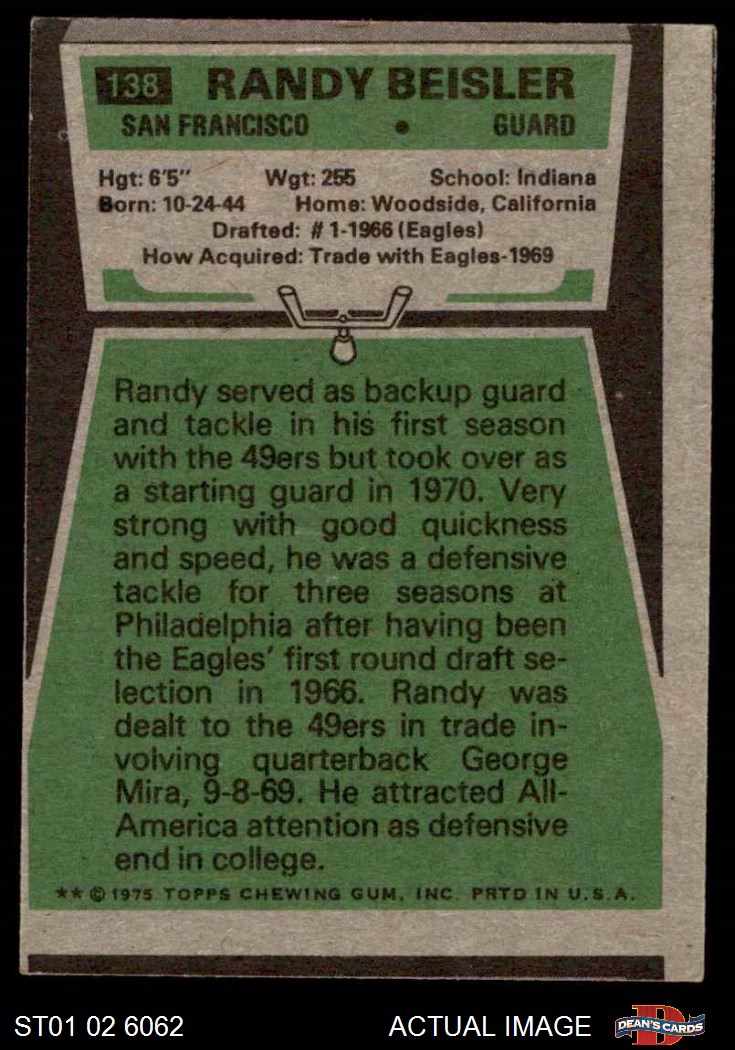 138 RANDY BEISLER
SAN FRANCISCO • GUARD
Hgt: 6'5" Wgt: 255 School: Indiana
Born: 10-24-44 Home: Woodside, California
Drafted: #1-1966 (Eagles)
How Acquired: Trade with Eagles-1969
Randy served as backup guard
and tackle in his first season
with the 49ers but took over as
a starting guard in 1970. Very
strong with good quickness
and speed, he was a defensive
tackle for three seasons at
Philadelphia after having been
the Eagles' first round draft se-
lection in 1966. Randy was
dealt to the 49ers in trade in-
volving quarterback George
Mira, 9-8-69. He attracted All-
America attention as defensive
end in college.
** © 1975 TOPPS CHEWING GUM, INC. PRTD IN U.S.A.
ST01 02 6062 ACTUAL IMAGE DEAN'S CARDS